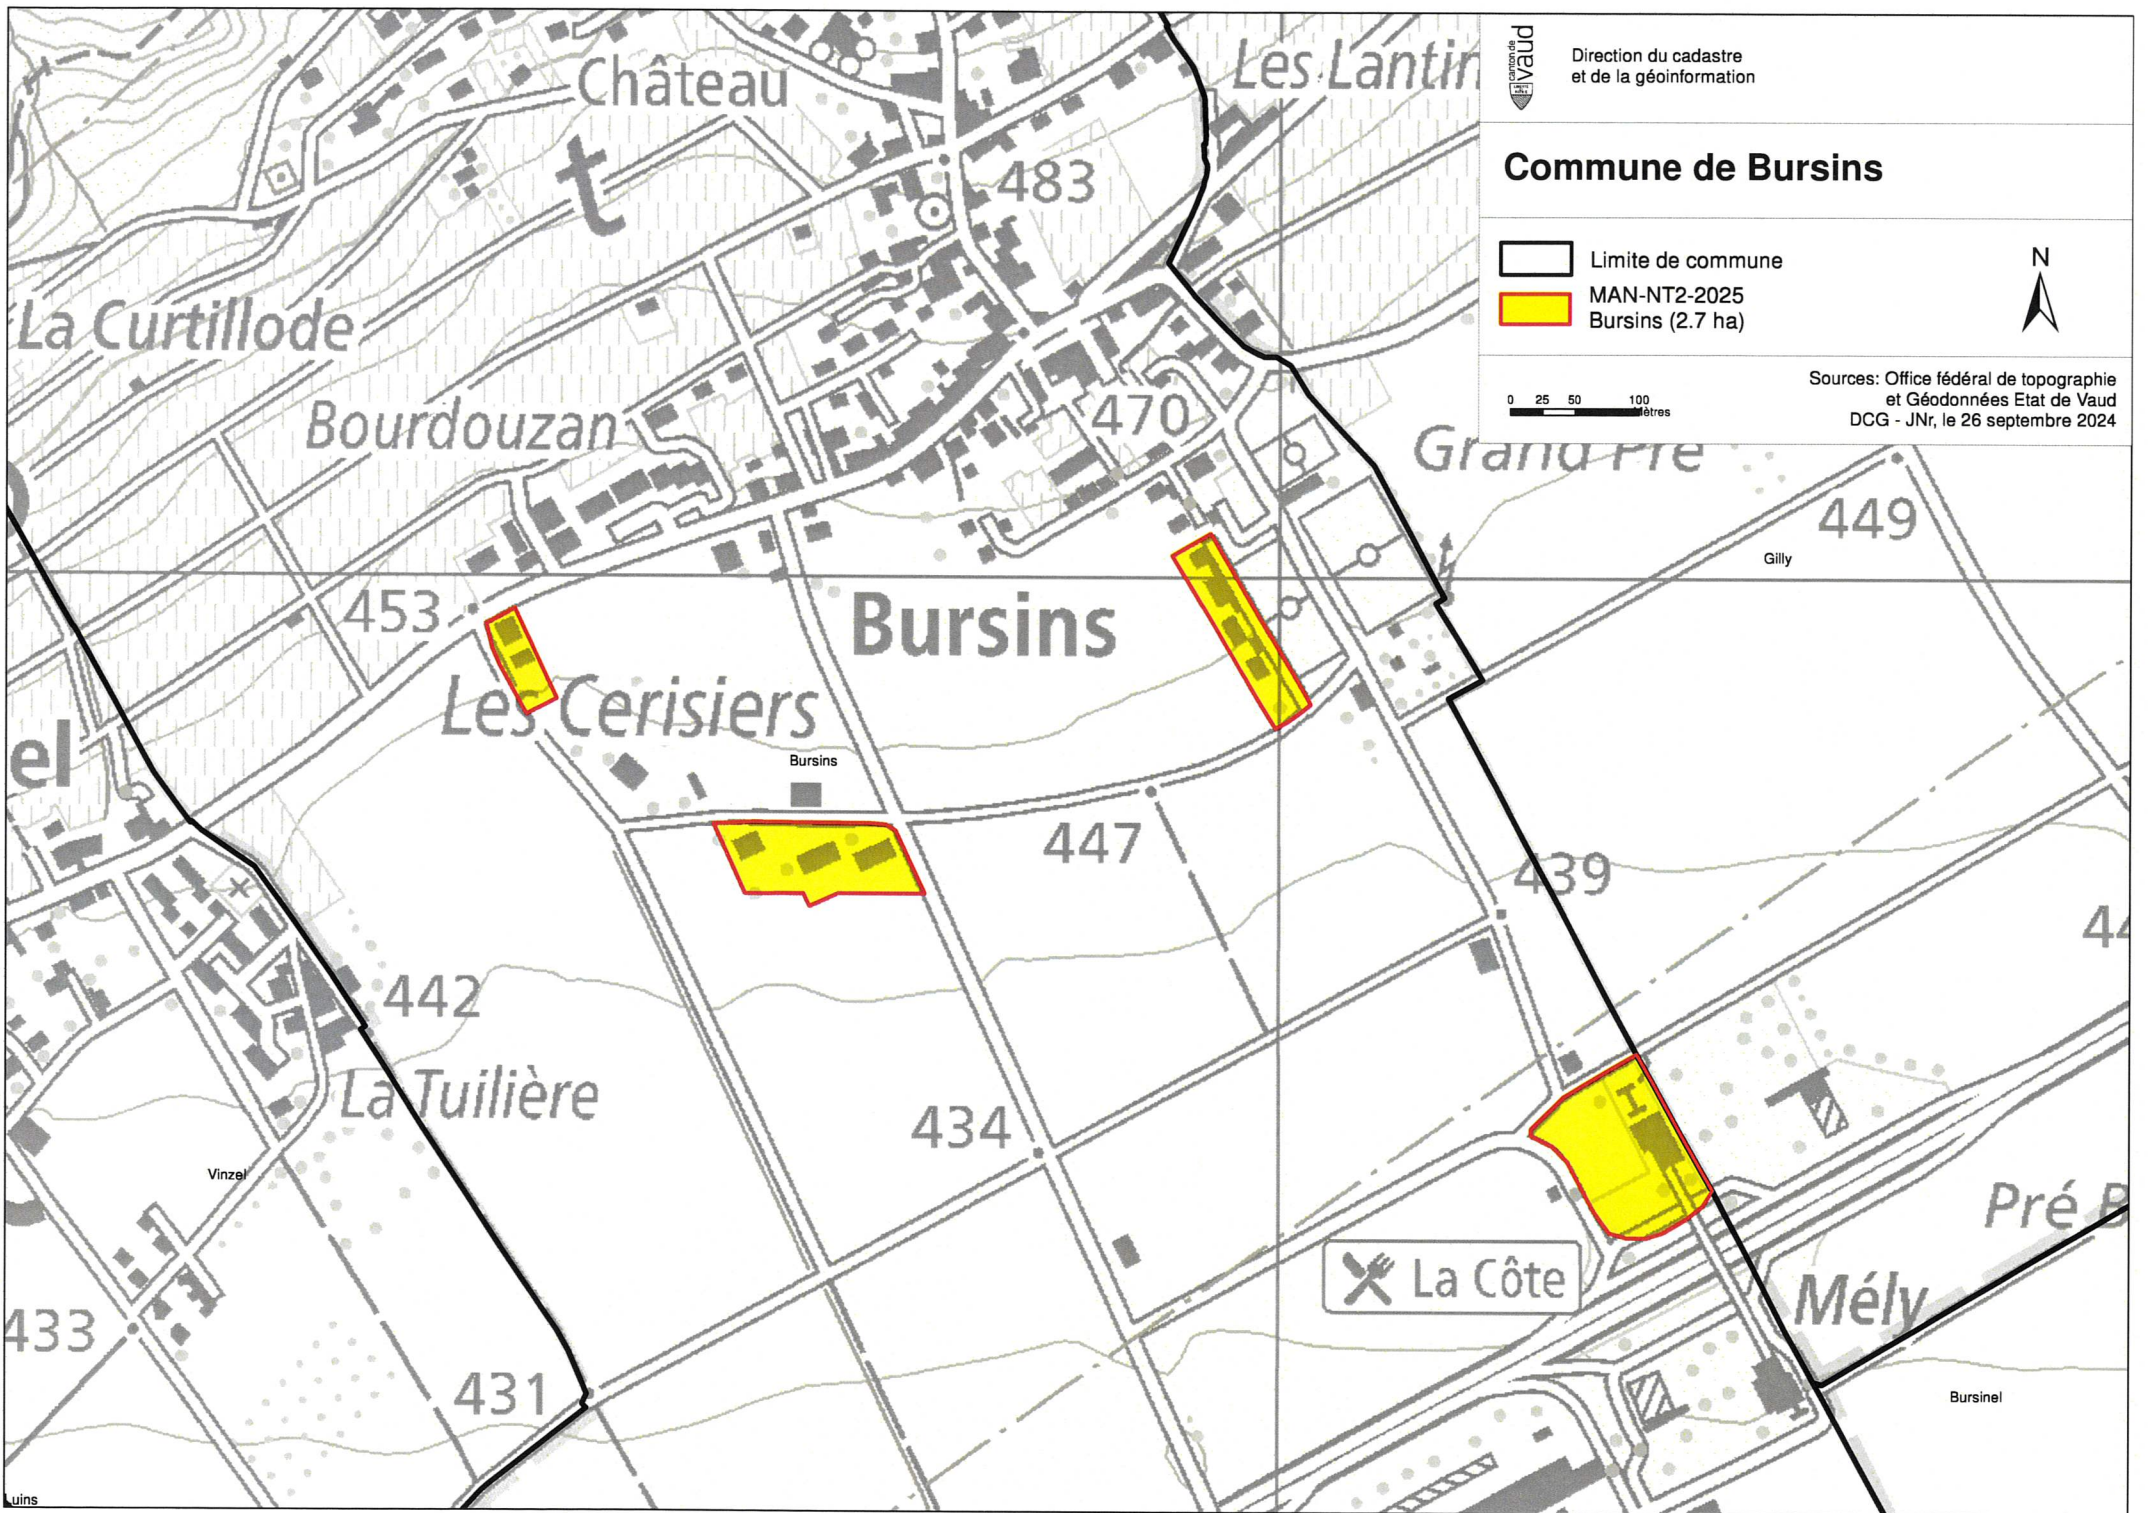 Château
Les Lantin
t
483
La Curtillode
Bourdouzan
470
Grand Pré
449
Gilly
453
Bursins
Les Cerisiers
Bursins
el
447
439
44
442
La Tuilière
434
Vinzel
La Côte
Pré B
Mély
433
431
Bursinel
Luins
canton de
vaud
LIBERTÉ
PATRIE
Direction du cadastre
et de la géoinformation
Commune de Bursins
Limite de commune
MAN-NT2-2025
Bursins (2.7 ha)
N
0 25 50 100
Mètres
Sources: Office fédéral de topographie
et Géodonnées Etat de Vaud
DCG - JNr, le 26 septembre 2024